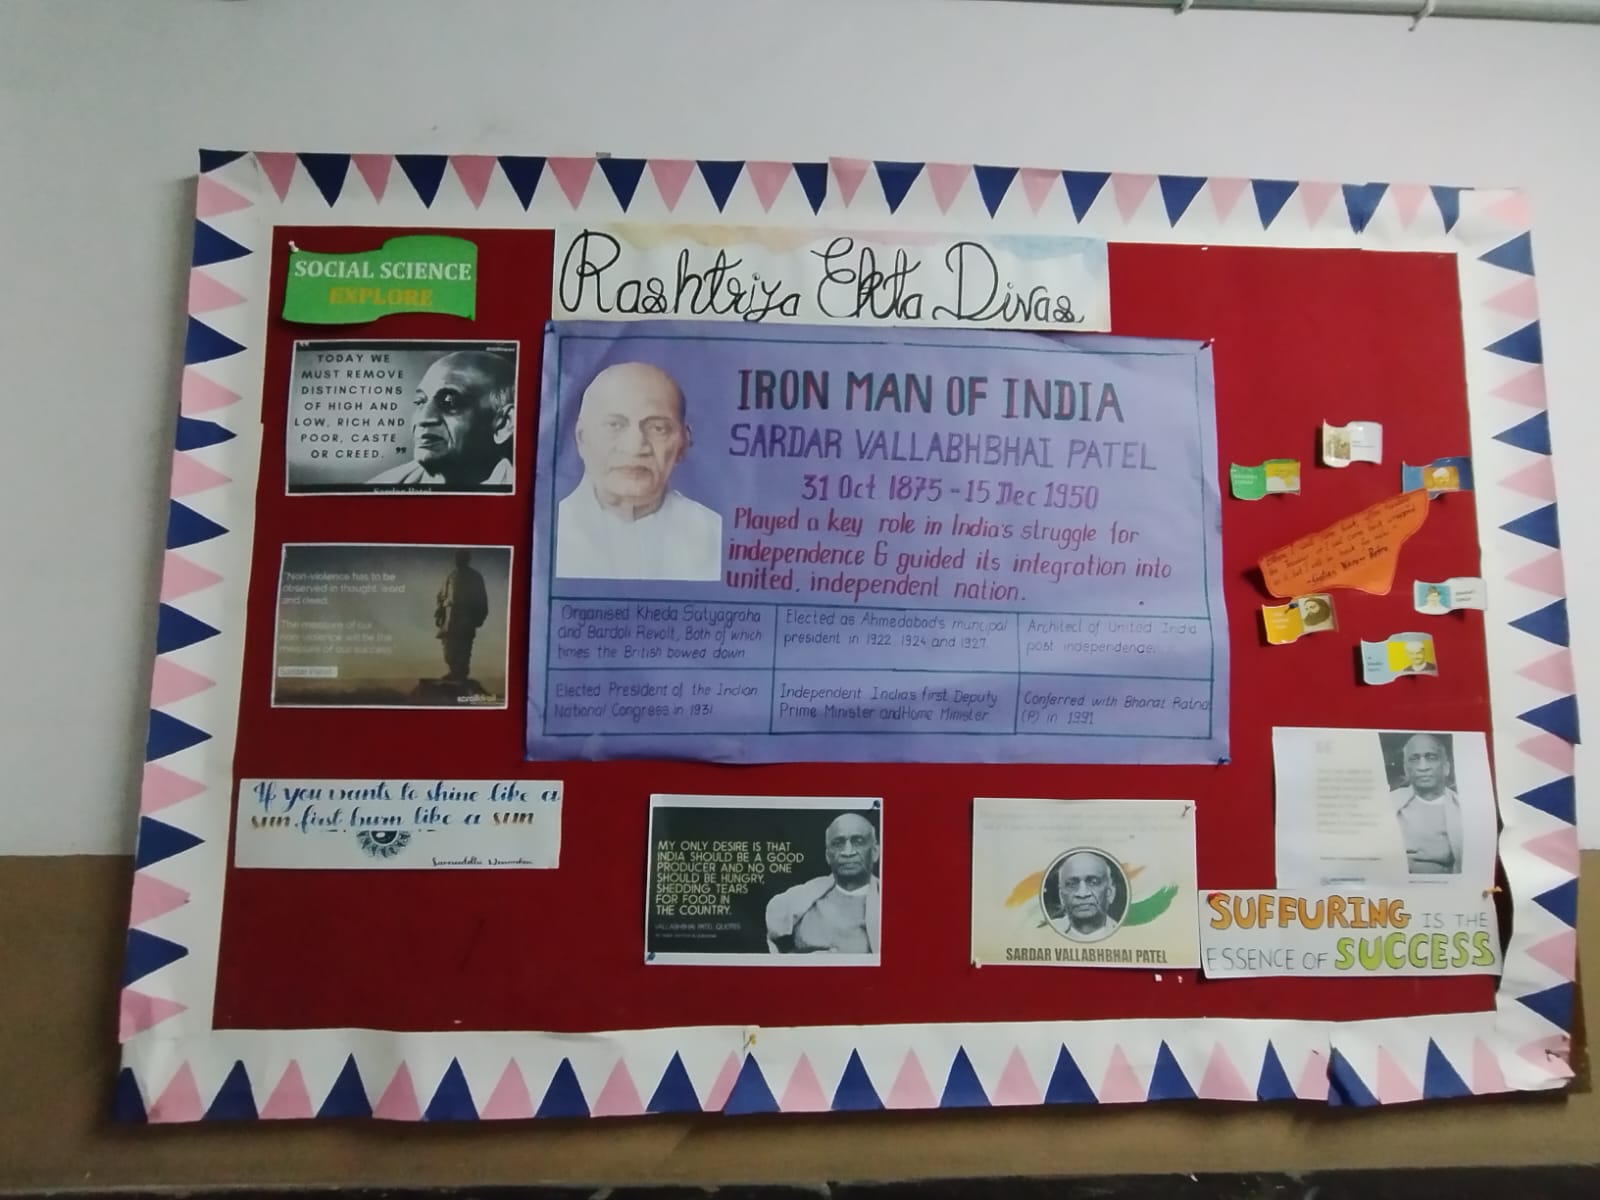 Rashtriya Ekta Divas
SOCIAL SCIENCE
EXPLORE
TODAY WE
MUST REMOVE
DISTINCTIONS
OF HIGH AND
LOW, RICH AND
POOR, CASTE
OR CREED. ”
Sardar Patel
IRON MAN OF INDIA
SARDAR VALLABHBHAI PATEL
31 Oct 1875 - 15 Dec 1950
Played a key role in India's struggle for
independence & guided its integration into
united, independent nation.
Organised Kheda Satyagraha
and Bardoli Revolt, Both of which
times the British bowed down
Elected as Ahmedabad's muncipal
president in 1922 1924 and 1927
Architect of United India
post independence.
Elected President of the Indian
National Congress in 1931
Independent India's first Deputy
Prime Minister and Home Minister
Conferred with Bharat Ratna
(P) in 1991
"Non-violence has to be
observed in thought, word
and deed.
The measure of our
non-violence will be the
measure of our success"
Sardar Patel
If you wants to shine like a
sun, first burn like a sun
MY ONLY DESIRE IS THAT
INDIA SHOULD BE A GOOD
PRODUCER AND NO ONE
SHOULD BE HUNGRY,
SHEDDING TEARS
FOR FOOD IN
THE COUNTRY.
VALLABHBHAI PATEL QUOTES
SARDAR VALLABHBHAI PATEL
SUFFURING IS THE
ESSENCE OF SUCCESS